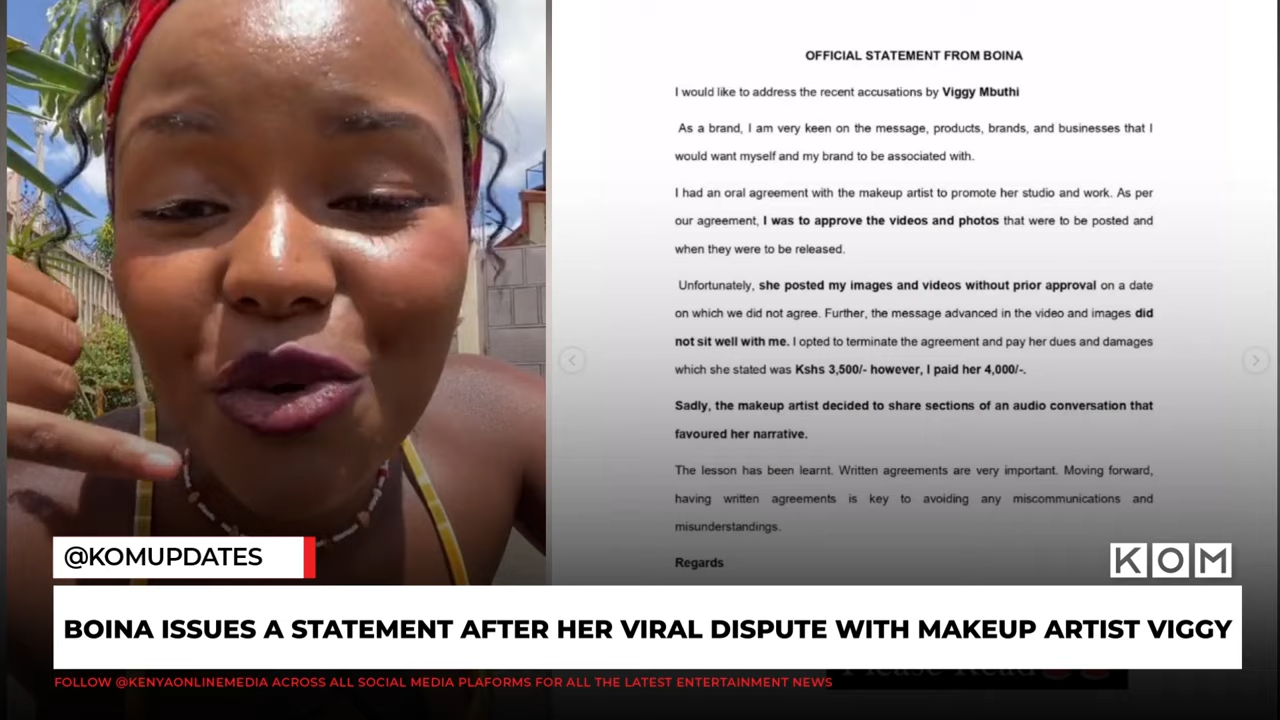 OFFICIAL STATEMENT FROM BOINA
I would like to address the recent accusations by Viggy Mbuthi
As a brand, I am very keen on the message, products, brands, and businesses that I
would want myself and my brand to be associated with.
I had an oral agreement with the makeup artist to promote her studio and work. As per
our agreement, I was to approve the videos and photos that were to be posted and
when they were to be released.
Unfortunately, she posted my images and videos without prior approval on a date
on which we did not agree. Further, the message advanced in the video and images did
not sit well with me. I opted to terminate the agreement and pay her dues and damages
which she stated was Kshs 3,500/- however, I paid her 4,000/-.
Sadly, the makeup artist decided to share sections of an audio conversation that
favoured her narrative.
The lesson has been learnt. Written agreements are very important. Moving forward,
having written agreements is key to avoiding any miscommunications and
misunderstandings.
Regards
@KOMUPDATES
KOM
BOINA ISSUES A STATEMENT AFTER HER VIRAL DISPUTE WITH MAKEUP ARTIST VIGGY
Please Read
FOLLOW @KENYAONLINEMEDIA ACROSS ALL SOCIAL MEDIA PLAFORMS FOR ALL THE LATEST ENTERTAINMENT NEWS